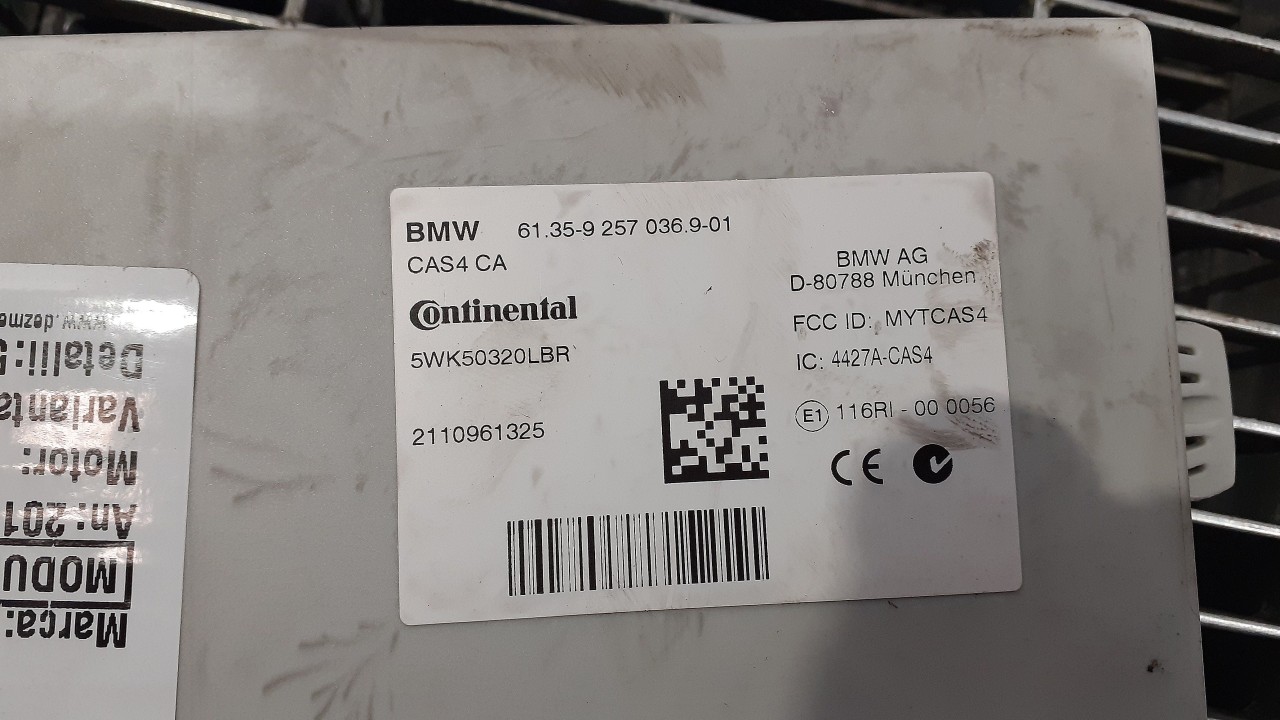 BMW 61.35-9 257 036.9-01
CAS4 CA
Continental
5WK50320LBR
2110961325
BMW AG
D-80788 München
FCC ID: MYTCAS4
IC: 4427A-CAS4
E1 116RI - 00 0056
CE
Marca:
MODU
An: 201
Motor:
Varianta
Detalii: 5
www.dezme